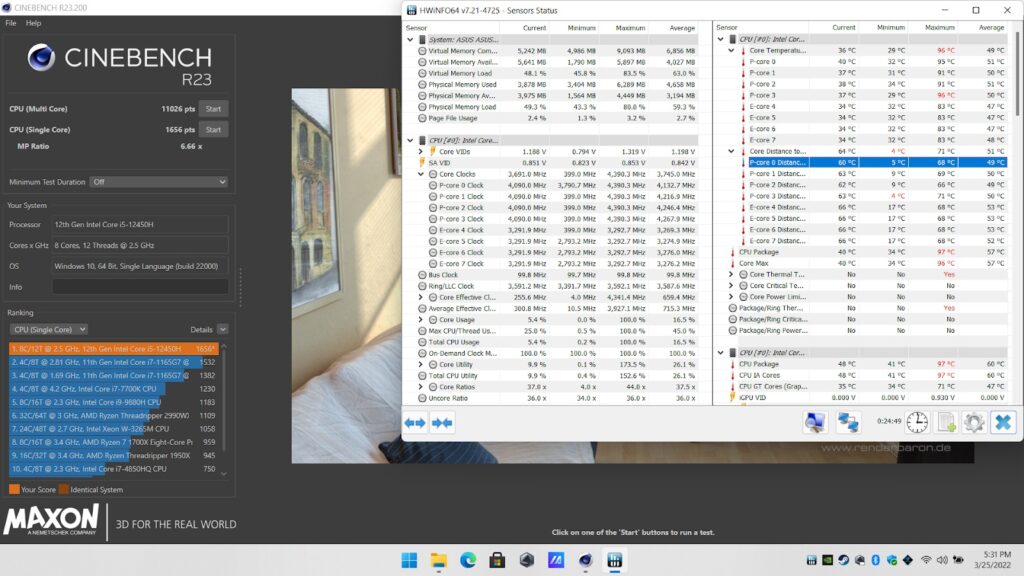 CINEBENCH R23.200
File Help
CINEBENCH
R23
CPU (Multi Core) 11026 pts Start
CPU (Single Core) 1656 pts Start
MP Ratio 6.66 x
Minimum Test Duration Off
Your System
Processor 12th Gen Intel Core i5-12450H
Cores x GHz 8 Cores, 12 Threads @ 2.5 GHz
OS Windows 10, 64 Bit, Single Language (build 22000)
Info
Ranking
CPU (Single Core) Details
1. 8C/12T @ 2.5 GHz, 12th Gen Intel Core i5-12450H 1656*
2. 4C/8T @ 2.81 GHz, 11th Gen Intel Core i7-1165G7 @ 1532
3. 4C/8T @ 1.69 GHz, 11th Gen Intel Core i7-1165G7 @ 1382
4. 4C/8T @ 4.2 GHz, Intel Core i7-7700K CPU 1230
5. 8C/16T @ 2.3 GHz, Intel Core i9-9880H CPU 1183
6. 32C/64T @ 3 GHz, AMD Ryzen Threadripper 2990WX 1109
7. 24C/48T @ 2.7 GHz, Intel Xeon W-3265M CPU 1058
8. 8C/16T @ 3.4 GHz, AMD Ryzen 7 1700X Eight-Core Pr 959
9. 16C/32T @ 3.4 GHz, AMD Ryzen Threadripper 1950X 945
10. 4C/8T @ 2.3 GHz, Intel Core i7-4850HQ CPU 750
Your Score Identical System
MAXON
A NEMETSCHEK COMPANY
3D FOR THE REAL WORLD
Click on one of the 'Start' buttons to run a test.
www.renderbaron.de
HWiNFO64 v7.21-4725 - Sensors Status
Sensor Current Minimum Maximum Average
System: ASUS ASUS...
Virtual Memory Com... 5,242 MB 4,986 MB 9,093 MB 6,856 MB
Virtual Memory Avai... 5,641 MB 1,790 MB 5,897 MB 4,027 MB
Virtual Memory Load 48.1 % 45.8 % 83.5 % 63.0 %
Physical Memory Used 3,878 MB 3,404 MB 6,289 MB 4,658 MB
Physical Memory Av... 3,975 MB 1,564 MB 4,449 MB 3,194 MB
Physical Memory Load 49.3 % 43.3 % 80.0 % 59.3 %
Page File Usage 2.4 % 1.3 % 3.2 % 2.2 %
CPU [#0]: Intel Core...
Core VIDs 1.188 V 0.794 V 1.319 V 1.198 V
SA VID 0.851 V 0.823 V 0.853 V 0.842 V
Core Clocks 3,691.0 MHz 399.0 MHz 4,390.3 MHz 3,745.0 MHz
P-core 0 Clock 4,090.0 MHz 3,790.7 MHz 4,390.3 MHz 4,132.7 MHz
P-core 1 Clock 4,090.0 MHz 399.0 MHz 4,390.3 MHz 4,216.9 MHz
P-core 2 Clock 4,090.0 MHz 399.0 MHz 4,390.3 MHz 4,246.4 MHz
P-core 3 Clock 4,090.0 MHz 399.0 MHz 4,390.3 MHz 4,267.9 MHz
E-core 4 Clock 3,291.9 MHz 399.0 MHz 3,292.7 MHz 3,269.3 MHz
E-core 5 Clock 3,291.9 MHz 2,793.2 MHz 3,292.7 MHz 3,274.9 MHz
E-core 6 Clock 3,291.9 MHz 2,793.2 MHz 3,292.7 MHz 3,276.0 MHz
E-core 7 Clock 3,291.9 MHz 2,793.2 MHz 3,292.7 MHz 3,276.2 MHz
Bus Clock 99.8 MHz 99.7 MHz 99.8 MHz 99.8 MHz
Ring/LLC Clock 3,591.2 MHz 3,391.7 MHz 3,592.1 MHz 3,587.6 MHz
Core Effective Cl... 255.6 MHz 4.0 MHz 4,341.4 MHz 659.4 MHz
Average Effective Cl... 300.8 MHz 10.5 MHz 3,927.1 MHz 715.3 MHz
Core Usage 5.4 % 0.0 % 100.0 % 16.5 %
Max CPU/Thread Us... 25.0 % 0.5 % 100.0 % 45.0 %
Total CPU Usage 5.4 % 0.2 % 100.0 % 16.5 %
On-Demand Clock M... 100.0 % 100.0 % 100.0 % 100.0 %
Core Utility 9.9 % 0.1 % 173.5 % 26.1 %
Total CPU Utility 9.9 % 0.4 % 152.6 % 26.1 %
Core Ratios 37.0 x 4.0 x 44.0 x 37.5 x
Uncore Ratio 36.0 x 34.0 x 36.0 x 36.0 x
Sensor Current Minimum Maximum Average
CPU [#0]: Intel Cor...
Core Temperatu... 36 °C 29 °C 96 °C 49 °C
P-core 0 40 °C 32 °C 95 °C 51 °C
P-core 1 37 °C 31 °C 91 °C 50 °C
P-core 2 38 °C 34 °C 91 °C 51 °C
P-core 3 37 °C 29 °C 96 °C 50 °C
E-core 4 34 °C 32 °C 83 °C 47 °C
E-core 5 34 °C 32 °C 83 °C 47 °C
E-core 6 34 °C 32 °C 83 °C 47 °C
E-core 7 34 °C 32 °C 83 °C 48 °C
Core Distance to... 64 °C 4 °C 71 °C 51 °C
P-core 0 Distanc... 60 °C 5 °C 68 °C 49 °C
P-core 1 Distanc... 63 °C 9 °C 69 °C 50 °C
P-core 2 Distanc... 62 °C 9 °C 66 °C 49 °C
P-core 3 Distanc... 63 °C 4 °C 71 °C 50 °C
E-core 4 Distanc... 66 °C 17 °C 68 °C 53 °C
E-core 5 Distanc... 66 °C 17 °C 68 °C 53 °C
E-core 6 Distanc... 66 °C 17 °C 68 °C 53 °C
E-core 7 Distanc... 66 °C 17 °C 68 °C 52 °C
CPU Package 40 °C 34 °C 97 °C 56 °C
Core Max 40 °C 34 °C 96 °C 57 °C
Core Thermal T... No No Yes
Core Critical Te... No No No
Core Power Limi... No No No
Package/Ring Ther... No No Yes
Package/Ring Critic... No No No
Package/Ring Power... No No No
CPU [#0]: Intel Cor...
CPU Package 48 °C 41 °C 97 °C 60 °C
CPU IA Cores 48 °C 41 °C 97 °C 60 °C
CPU GT Cores (Grap... 35 °C 34 °C 71 °C 47 °C
iGPU VID 0.000 V 0.000 V 0.930 V 0.000 V
0:24:49
5:31 PM
3/25/2022